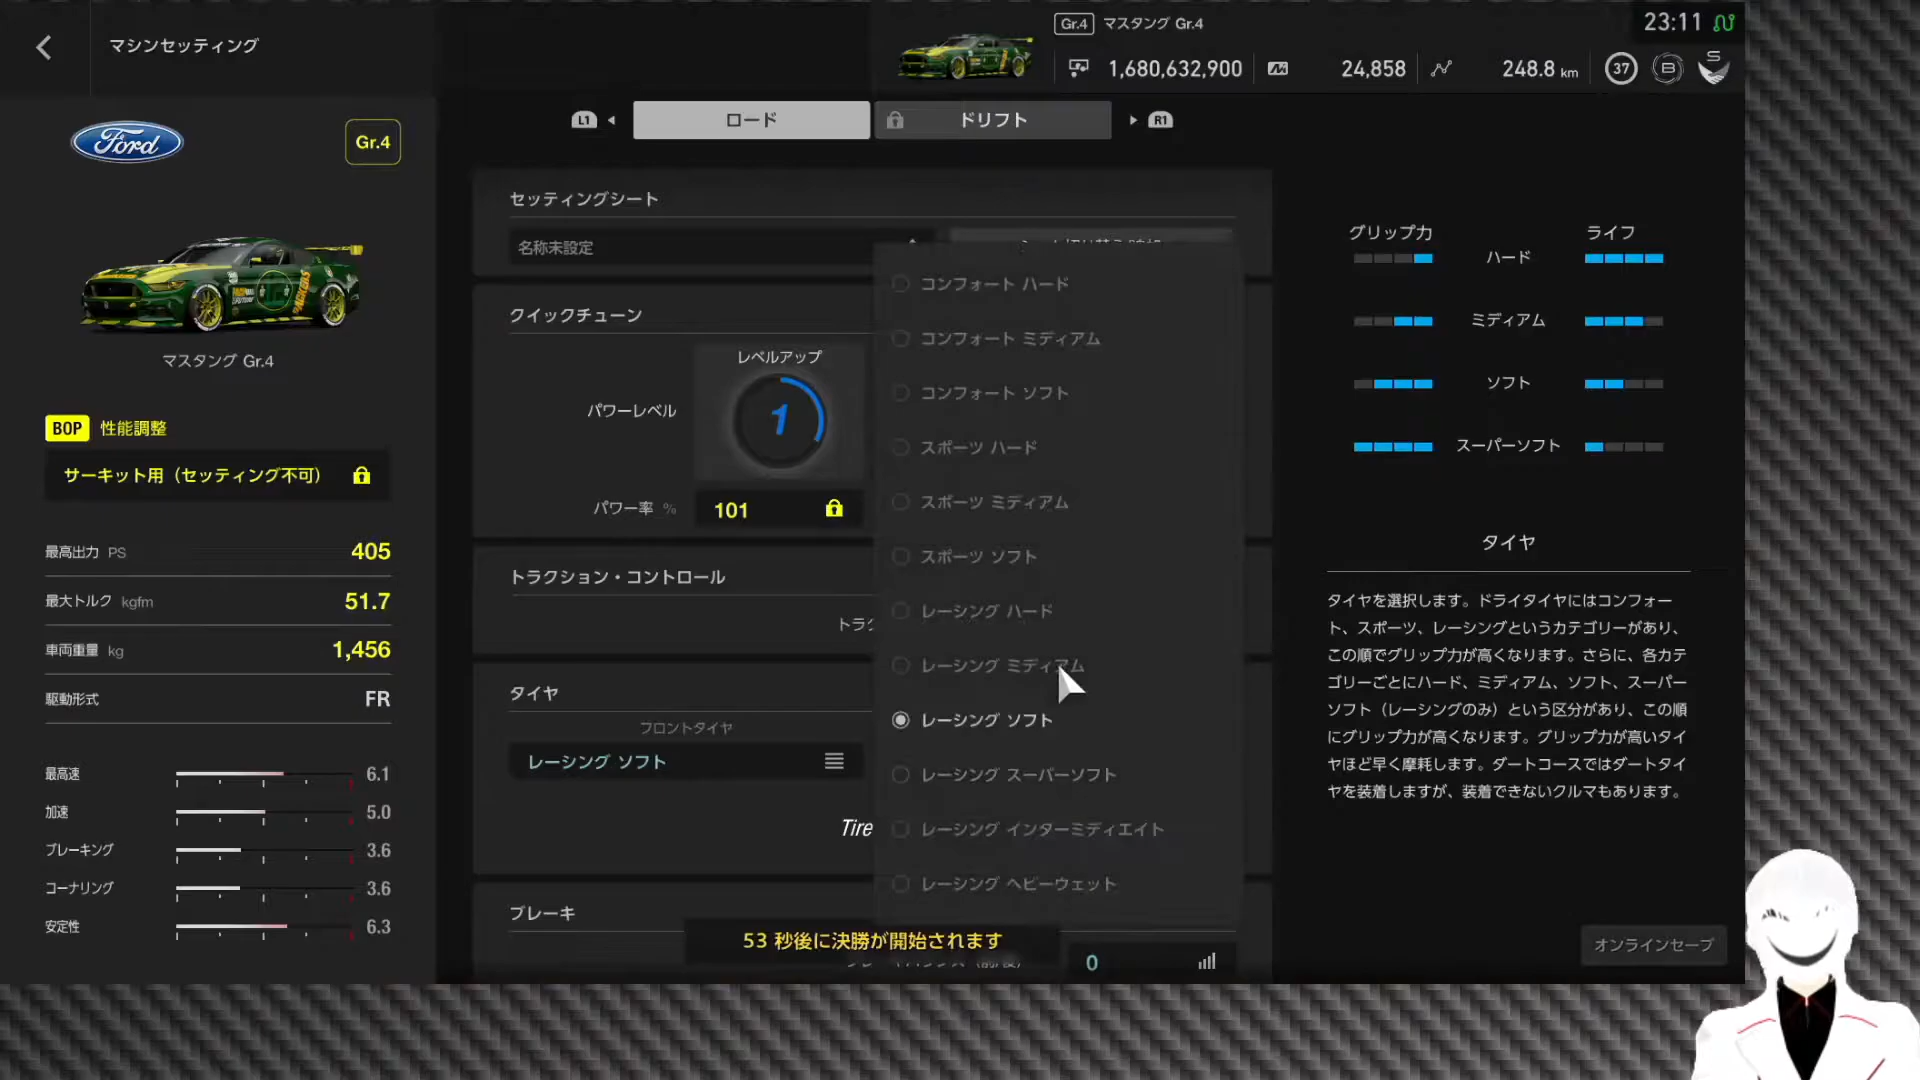 マシンセッティング
Gr.4 マスタング Gr.4
23:11
1,680,632,900
24,858
248.8 km
37
B
S
L1
ロード
ドリフト
R1
Ford
Gr.4
マスタング Gr.4
BOP 性能調整
サーキット用（セッティング不可）
最高出力 PS 405
最大トルク kgfm 51.7
車両重量 kg 1,456
駆動形式 FR
最高速 6.1
加速 5.0
ブレーキング 3.6
コーナリング 3.6
安定性 6.3
セッティングシート
名称未設定
クイックチューン
レベルアップ
パワーレベル
1
パワー率 % 101
トラクション・コントロール
トラク
タイヤ
フロントタイヤ
レーシング ソフト
Tire
ブレーキ
53 秒後に決勝が開始されます
0
コンフォート ハード
コンフォート ミディアム
コンフォート ソフト
スポーツ ハード
スポーツ ミディアム
スポーツ ソフト
レーシング ハード
レーシング ミディアム
レーシング ソフト
レーシング スーパーソフト
レーシング インターミディエイト
レーシング ヘビーウェット
グリップ力 ライフ
ハード
ミディアム
ソフト
スーパーソフト
タイヤ
タイヤを選択します。ドライタイヤにはコンフォー
ト、スポーツ、レーシングというカテゴリーがあり、
この順でグリップ力が高くなります。さらに、各カテ
ゴリーごとにハード、ミディアム、ソフト、スーパー
ソフト（レーシングのみ）という区分があり、この順
にグリップ力が高くなります。グリップ力が高いタイ
ヤほど早く摩耗します。ダートコースではダートタイ
ヤを装着しますが、装着できないクルマもあります。
オンラインセーブ